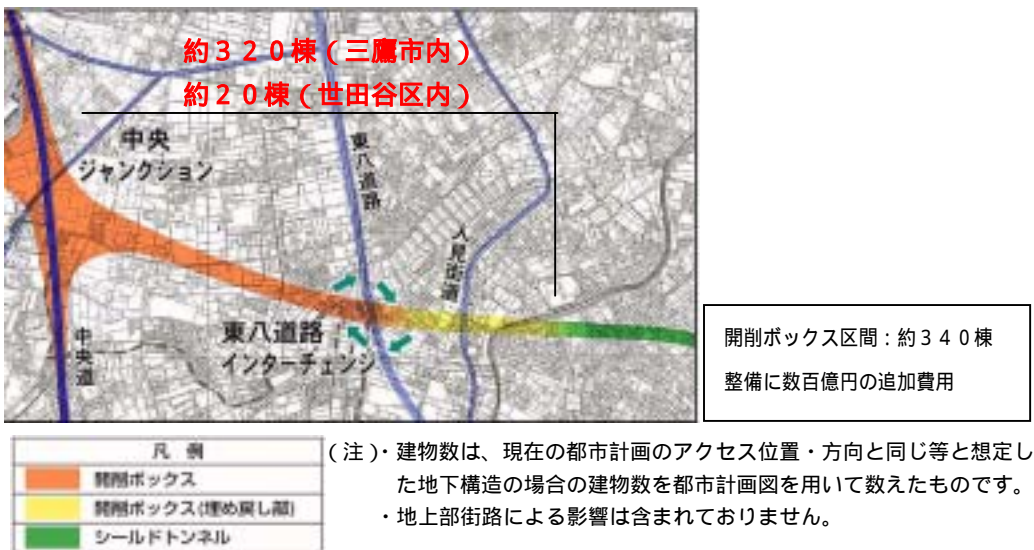 約３２０棟（三鷹市内）
約２０棟（世田谷区内）
中央
ジャンクション
東八道路
人見街道
東八道路
インターチェンジ
中央道
開削ボックス区間：約３４０棟
整備に数百億円の追加費用
凡 例
開削ボックス
開削ボックス(埋め戻し部)
シールドトンネル
（注）・建物数は、現在の都市計画のアクセス位置・方向と同じ等と想定し
た地下構造の場合の建物数を都市計画図を用いて数えたものです。
・地上部街路による影響は含まれておりません。